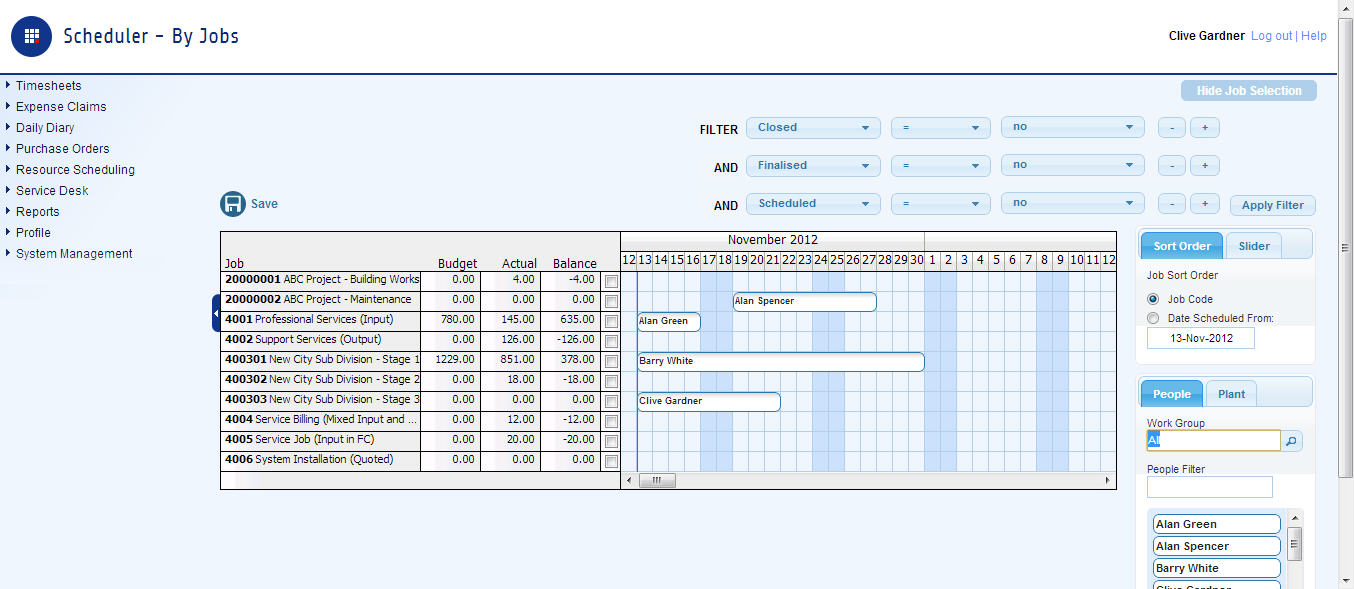 Scheduler - By Jobs
Clive Gardner Log out | Help
Timesheets
Expense Claims
Daily Diary
Purchase Orders
Resource Scheduling
Service Desk
Reports
Profile
System Management
Hide Job Selection
FILTER Closed = no - +
AND Finalised = no - +
AND Scheduled = no - + Apply Filter
Save
November 2012
Job Budget Actual Balance 12 13 14 15 16 17 18 19 20 21 22 23 24 25 26 27 28 29 30 1 2 3 4 5 6 7 8 9 10 11 12
20000001 ABC Project - Building Works 0.00 4.00 -4.00
20000002 ABC Project - Maintenance 0.00 0.00 0.00 Alan Spencer
4001 Professional Services (Input) 780.00 145.00 635.00 Alan Green
4002 Support Services (Output) 0.00 126.00 -126.00
400301 New City Sub Division - Stage 1 1229.00 851.00 378.00 Barry White
400302 New City Sub Division - Stage 2 0.00 18.00 -18.00
400303 New City Sub Division - Stage 3 0.00 0.00 0.00 Clive Gardner
4004 Service Billing (Mixed Input and ... 0.00 12.00 -12.00
4005 Service Job (Input in FC) 0.00 20.00 -20.00
4006 System Installation (Quoted) 0.00 0.00 0.00
Sort Order Slider
Job Sort Order
Job Code
Date Scheduled From:
13-Nov-2012
People Plant
Work Group
All
People Filter
Alan Green
Alan Spencer
Barry White
Clive Gardner